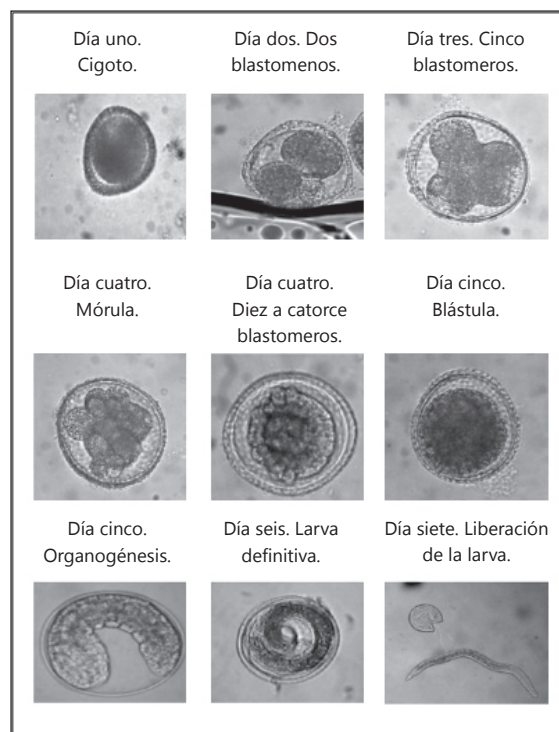 Día uno.
Cigoto.
Día dos. Dos
blastomenos.
Día tres. Cinco
blastomeros.
Día cuatro.
Mórula.
Día cuatro.
Diez a catorce
blastomeros.
Día cinco.
Blástula.
Día cinco.
Organogénesis.
Día seis. Larva
definitiva.
Día siete. Liberación
de la larva.